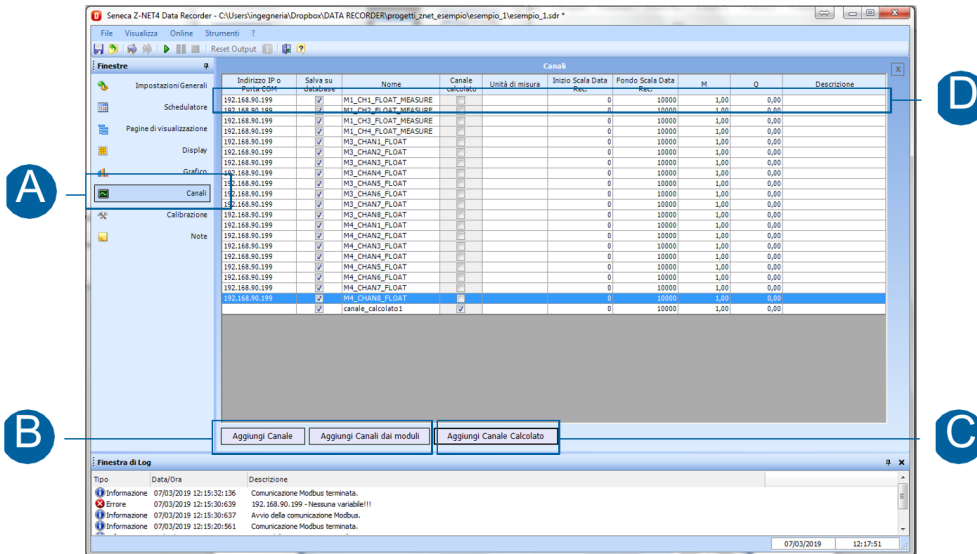 Seneca Z-NET4 Data Recorder - C:\Users\ingegneria\Dropbox\DATA RECORDER\progetti_znet_esempio\esempio_1\esempio_1.sdr *
File Visualizza Online Strumenti ?
Reset Output
Finestre
Impostazioni Generali
Schedulatore
Pagine di visualizzazione
Display
Grafico
Canali
Calibrazione
Note
Canali
Indirizzo IP o Porta COM Salva su database Nome Canale calcolato Unità di misura Inizio Scala Data Rec. Fondo Scala Data Rec. M Q Descrizione
192.168.90.199 M1_CH1_FLOAT_MEASURE 0 10000 1,00 0,00
192.168.90.199 M1_CH2_FLOAT_MEASURE 0 10000 1,00 0,00
192.168.90.199 M1_CH3_FLOAT_MEASURE 0 10000 1,00 0,00
192.168.90.199 M1_CH4_FLOAT_MEASURE 0 10000 1,00 0,00
192.168.90.199 M3_CHAN1_FLOAT 0 10000 1,00 0,00
192.168.90.199 M3_CHAN2_FLOAT 0 10000 1,00 0,00
192.168.90.199 M3_CHAN3_FLOAT 0 10000 1,00 0,00
192.168.90.199 M3_CHAN4_FLOAT 0 10000 1,00 0,00
192.168.90.199 M3_CHAN5_FLOAT 0 10000 1,00 0,00
192.168.90.199 M3_CHAN6_FLOAT 0 10000 1,00 0,00
192.168.90.199 M3_CHAN7_FLOAT 0 10000 1,00 0,00
192.168.90.199 M3_CHAN8_FLOAT 0 10000 1,00 0,00
192.168.90.199 M4_CHAN1_FLOAT 0 10000 1,00 0,00
192.168.90.199 M4_CHAN2_FLOAT 0 10000 1,00 0,00
192.168.90.199 M4_CHAN3_FLOAT 0 10000 1,00 0,00
192.168.90.199 M4_CHAN4_FLOAT 0 10000 1,00 0,00
192.168.90.199 M4_CHAN5_FLOAT 0 10000 1,00 0,00
192.168.90.199 M4_CHAN6_FLOAT 0 10000 1,00 0,00
192.168.90.199 M4_CHAN7_FLOAT 0 10000 1,00 0,00
192.168.90.199 M4_CHAN8_FLOAT 0 10000 1,00 0,00
canale_calcolato1 0 10000 1,00 0,00
Aggiungi Canale Aggiungi Canali dai moduli Aggiungi Canale Calcolato
Finestra di Log
Tipo Data/Ora Descrizione
Informazione 07/03/2019 12:15:32:136 Comunicazione Modbus terminata.
Errore 07/03/2019 12:15:30:639 192.168.90.199 - Nessuna variabile!!!
Informazione 07/03/2019 12:15:30:637 Avvio della comunicazione Modbus.
Informazione 07/03/2019 12:15:20:561 Comunicazione Modbus terminata.
07/03/2019 12:17:51
A
B
C
D